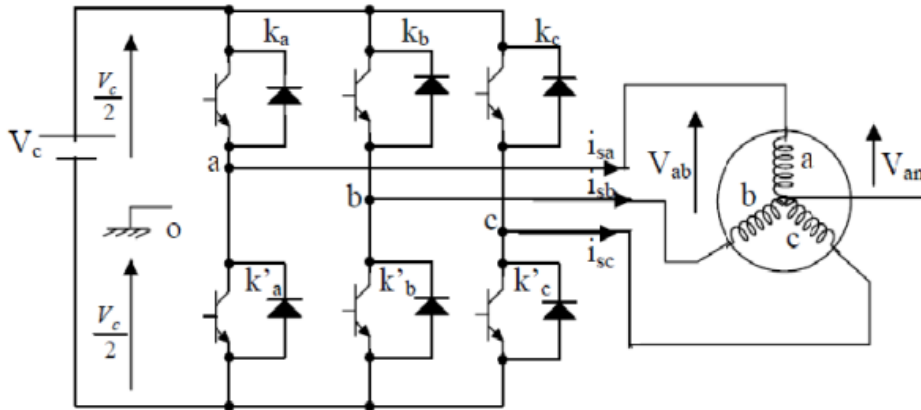 k_a
k_b
k_c
V_c/2
V_c
a
i_sa
V_ab
a
V_an
b
i_sb
b
c
c
i_sc
o
k'_a
k'_b
k'_c
V_c/2